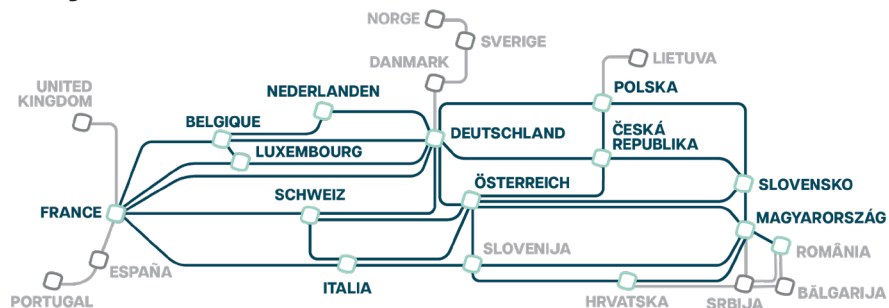 NORGE
SVERIGE
DANMARK
LIETUVA
UNITED
KINGDOM
NEDERLANDEN
POLSKA
BELGIQUE
DEUTSCHLAND
ČESKÁ
REPUBLIKA
LUXEMBOURG
SCHWEIZ
ÖSTERREICH
SLOVENSKO
FRANCE
MAGYARORSZÁG
SLOVENIJA
ROMÂNIA
ESPAÑA
ITALIA
BĂLGARIJA
PORTUGAL
HRVATSKA
SRBIJA